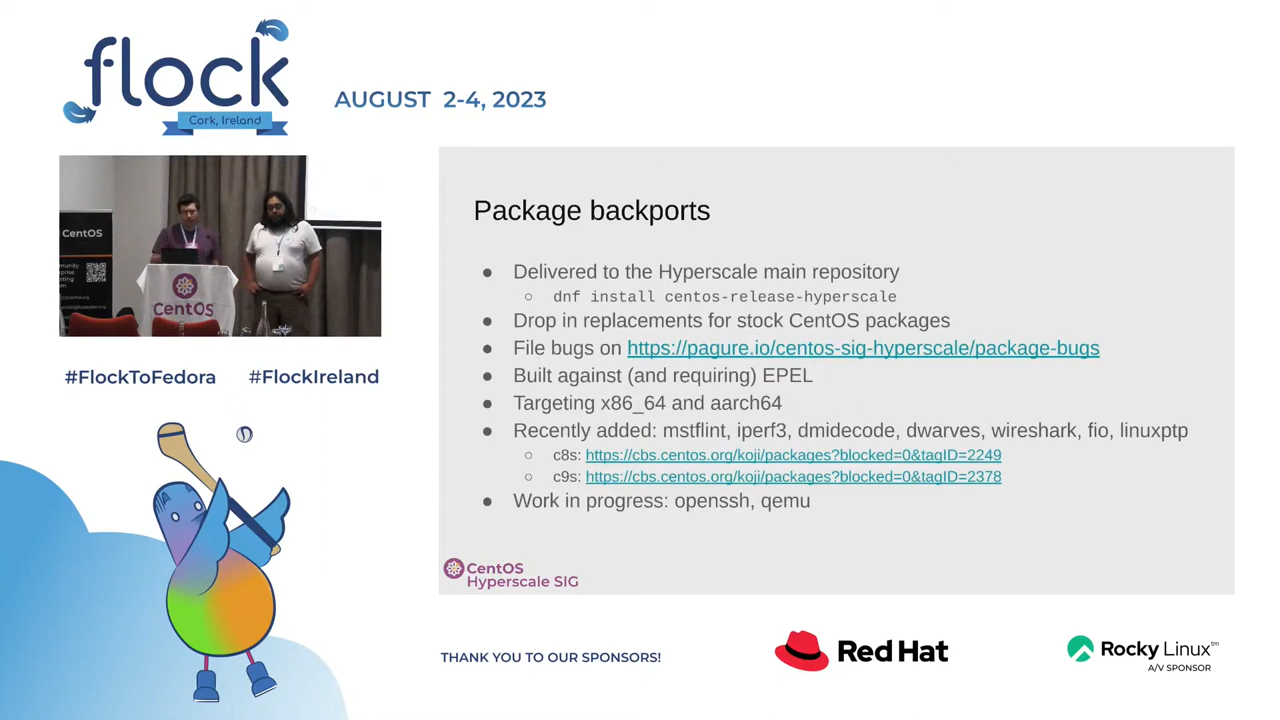 flock
Cork, Ireland
AUGUST 2-4, 2023
CentOS
CentOS
#FlockToFedora #FlockIreland
Package backports
● Delivered to the Hyperscale main repository
○ dnf install centos-release-hyperscale
● Drop in replacements for stock CentOS packages
● File bugs on https://pagure.io/centos-sig-hyperscale/package-bugs
● Built against (and requiring) EPEL
● Targeting x86_64 and aarch64
● Recently added: mstflint, iperf3, dmidecode, dwarves, wireshark, fio, linuxptp
○ c8s: https://cbs.centos.org/koji/packages?blocked=0&tagID=2249
○ c9s: https://cbs.centos.org/koji/packages?blocked=0&tagID=2378
● Work in progress: openssh, qemu
CentOS
Hyperscale SIG
THANK YOU TO OUR SPONSORS!
Red Hat
Rocky Linux™
A/V SPONSOR